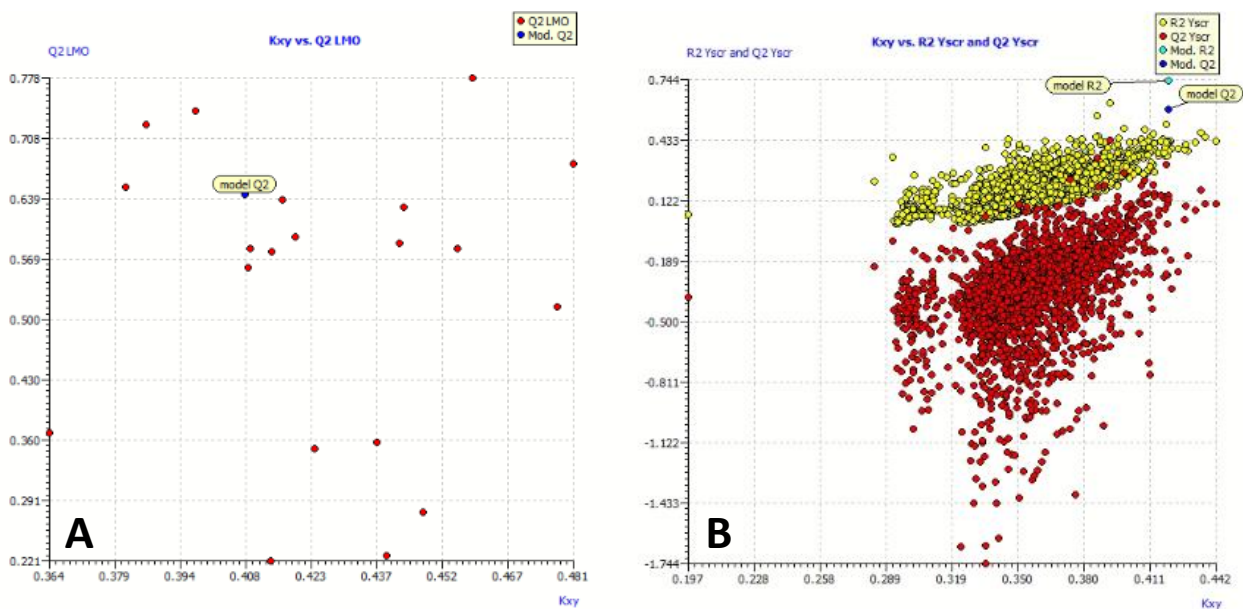 Kxy vs. Q2 LMO
Q2 LMO
Mod. Q2
Q2 LMO
0.778
0.708
0.639
0.569
0.500
0.430
0.360
0.291
0.221
model Q2
A
0.364 0.379 0.394 0.408 0.423 0.437 0.452 0.467 0.481
Kxy
Kxy vs. R2 Yscr and Q2 Yscr
R2 Yscr
Q2 Yscr
Mod. R2
Mod. Q2
R2 Yscr and Q2 Yscr
0.744
0.433
0.122
-0.189
-0.500
-0.811
-1.122
-1.433
-1.744
model R2
model Q2
B
0.197 0.228 0.258 0.289 0.319 0.350 0.380 0.411 0.442
Kxy